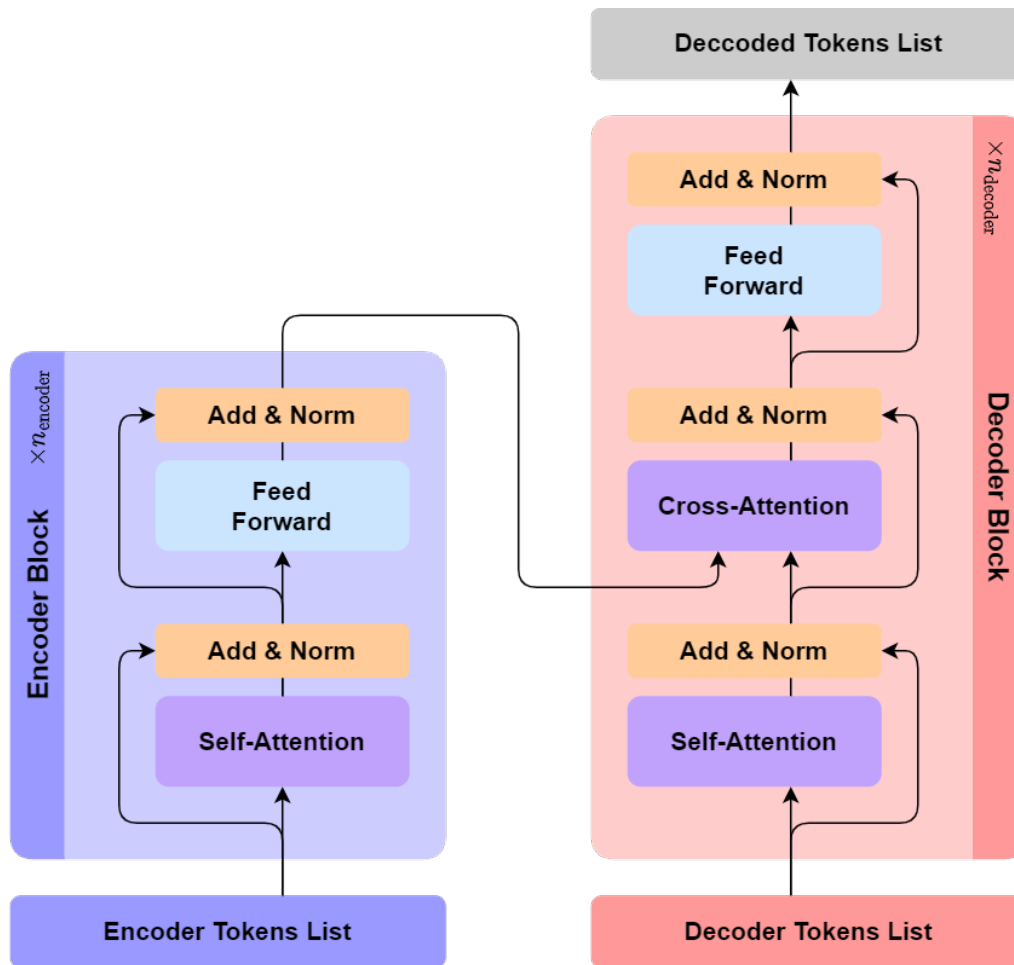 Deccoded Tokens List
×n_decoder
Decoder Block
Add & Norm
Feed
Forward
Add & Norm
Cross-Attention
Add & Norm
Self-Attention
Decoder Tokens List
×n_encoder
Encoder Block
Add & Norm
Feed
Forward
Add & Norm
Self-Attention
Encoder Tokens List